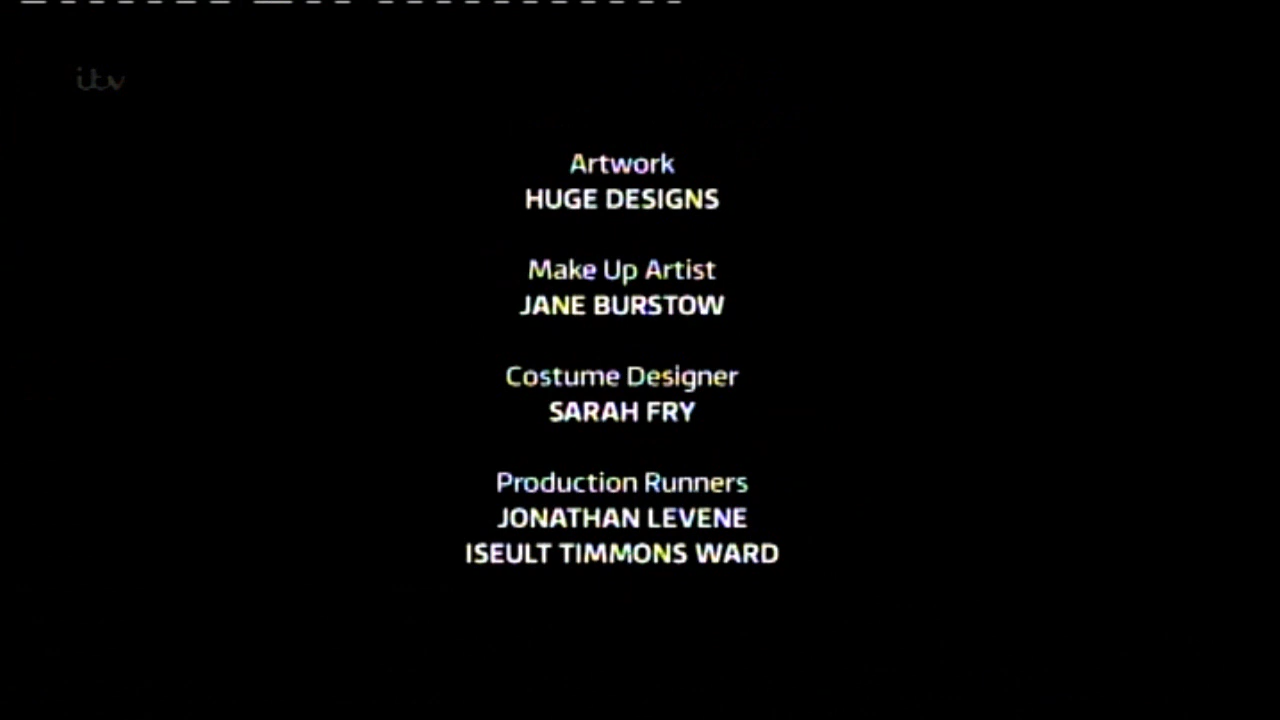 itv
Artwork
HUGE DESIGNS
Make Up Artist
JANE BURSTOW
Costume Designer
SARAH FRY
Production Runners
JONATHAN LEVENE
ISEULT TIMMONS WARD